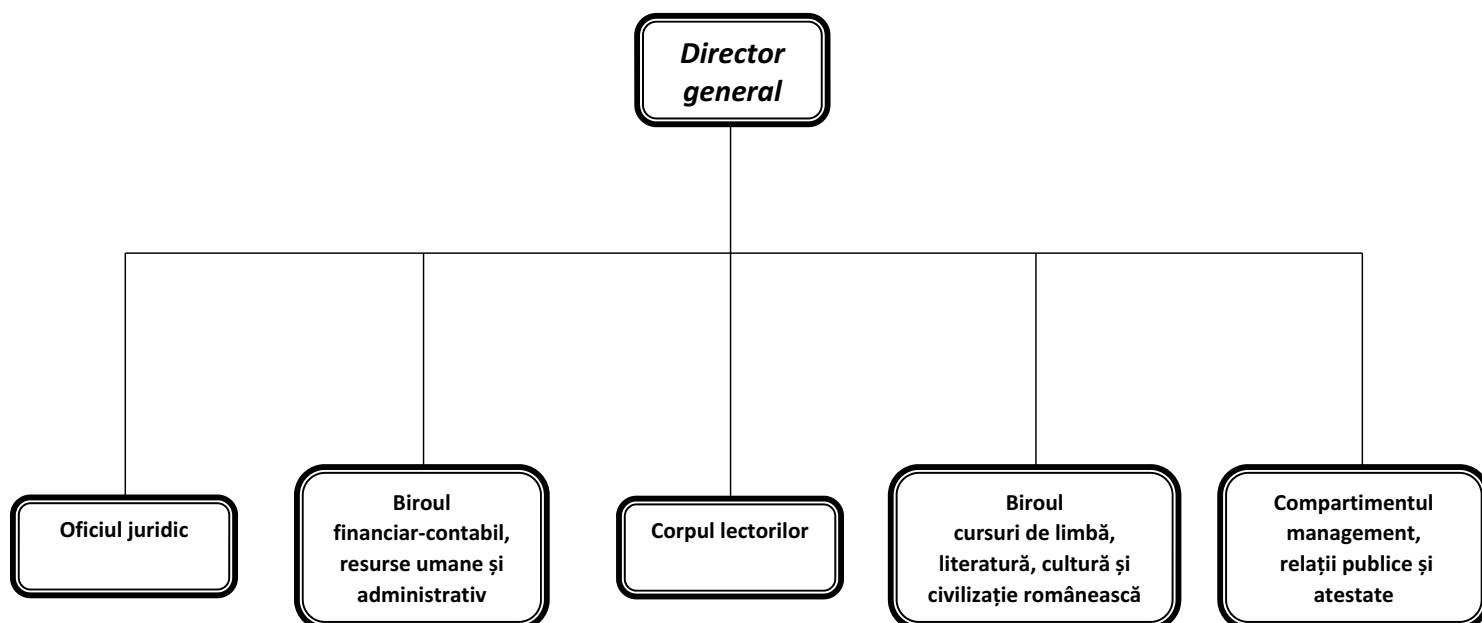 Director
general
Oficiul juridic
Biroul
financiar-contabil,
resurse umane și
administrativ
Corpul lectorilor
Biroul
cursuri de limbă,
literatură, cultură și
civilizație românească
Compartimentul
management,
relații publice și
atestate